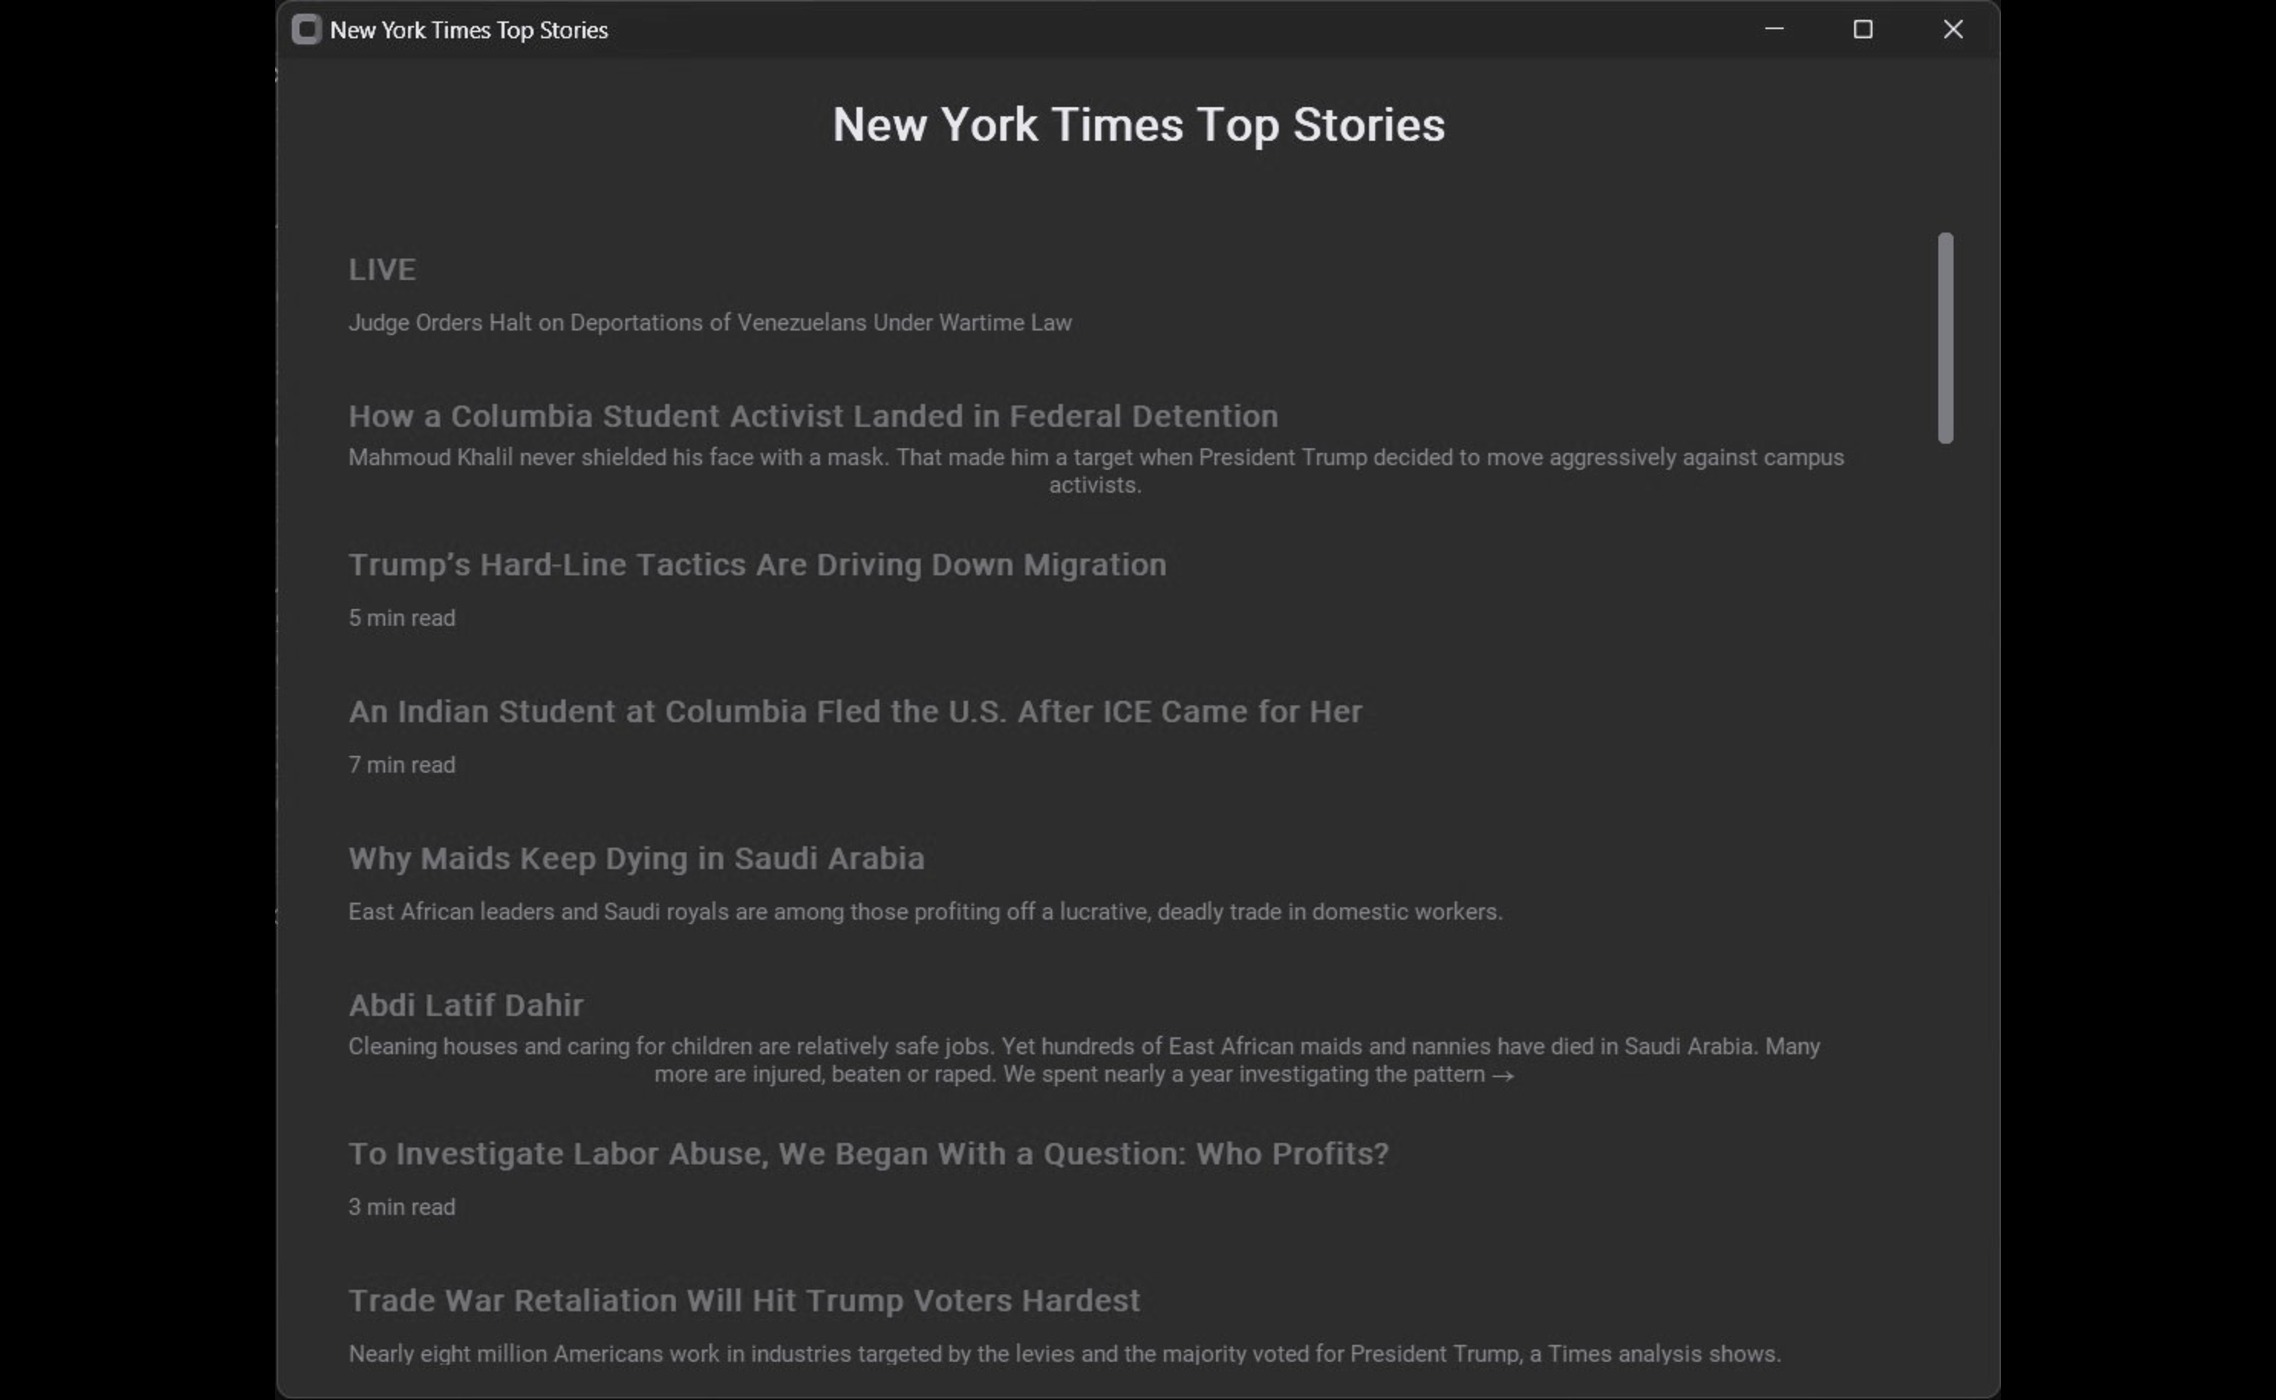 New York Times Top Stories
New York Times Top Stories
LIVE
Judge Orders Halt on Deportations of Venezuelans Under Wartime Law
How a Columbia Student Activist Landed in Federal Detention
Mahmoud Khalil never shielded his face with a mask. That made him a target when President Trump decided to move aggressively against campus
activists.
Trump’s Hard-Line Tactics Are Driving Down Migration
5 min read
An Indian Student at Columbia Fled the U.S. After ICE Came for Her
7 min read
Why Maids Keep Dying in Saudi Arabia
East African leaders and Saudi royals are among those profiting off a lucrative, deadly trade in domestic workers.
Abdi Latif Dahir
Cleaning houses and caring for children are relatively safe jobs. Yet hundreds of East African maids and nannies have died in Saudi Arabia. Many
more are injured, beaten or raped. We spent nearly a year investigating the pattern →
To Investigate Labor Abuse, We Began With a Question: Who Profits?
3 min read
Trade War Retaliation Will Hit Trump Voters Hardest
Nearly eight million Americans work in industries targeted by the levies and the majority voted for President Trump, a Times analysis shows.